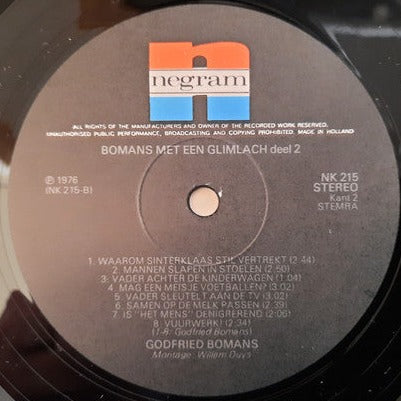 negram
ALL RIGHTS OF THE MANUFACTURERS AND OWNER OF THE RECORDED WORK RESERVED.
UNAUTHORISED PUBLIC PERFORMANCE, BROADCASTING AND COPYING PROHIBITED. MADE IN HOLLAND
BOMANS MET EEN GLIMLACH deel 2
℗ 1976
(NK 215-B)
NK 215
STEREO
Kant 2
STEMRA
1. WAAROM SINTERKLAAS STIL VERTREKT (2:44)
2. MANNEN SLAPEN IN STOELEN (2:50)
3. VADER ACHTER DE KINDERWAGEN (1:04)
4. MAG EEN MEISJE VOETBALLEN? (3:02)
5. VADER SLEUTELT AAN DE TV (3:02)
6. SAMEN OP DE MELK PASSEN (2:39)
7. IS "HET MENS" DENIGREREND (2:06)
8. VUURWERK! (2:34)
(1-8: Godfried Bomans)
GODFRIED BOMANS
Montage: Willem Duys